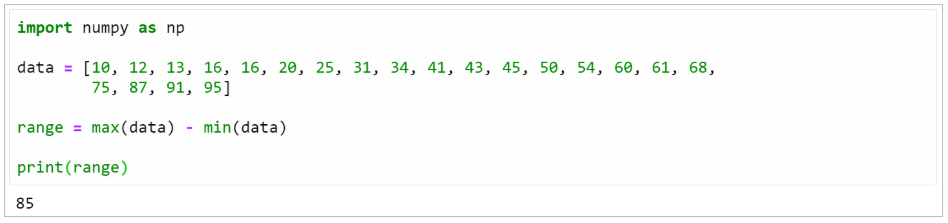 import numpy as np
data = [10, 12, 13, 16, 16, 20, 25, 31, 34, 41, 43, 45, 50, 54, 60, 61, 68,
75, 87, 91, 95]
range = max(data) - min(data)
print(range)
85